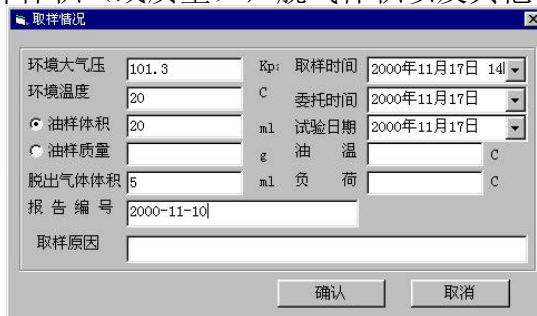 取样情况
环境大气压 101.3 Kp 取样时间 2000年11月17日 14
环境温度 20 C 委托时间 2000年11月17日
油样体积 20 ml 试验日期 2000年11月17日
油样质量 g 油 温 C
脱出气体体积 5 ml 负 荷 C
报告编号 2000-11-10
取样原因
确认 取消